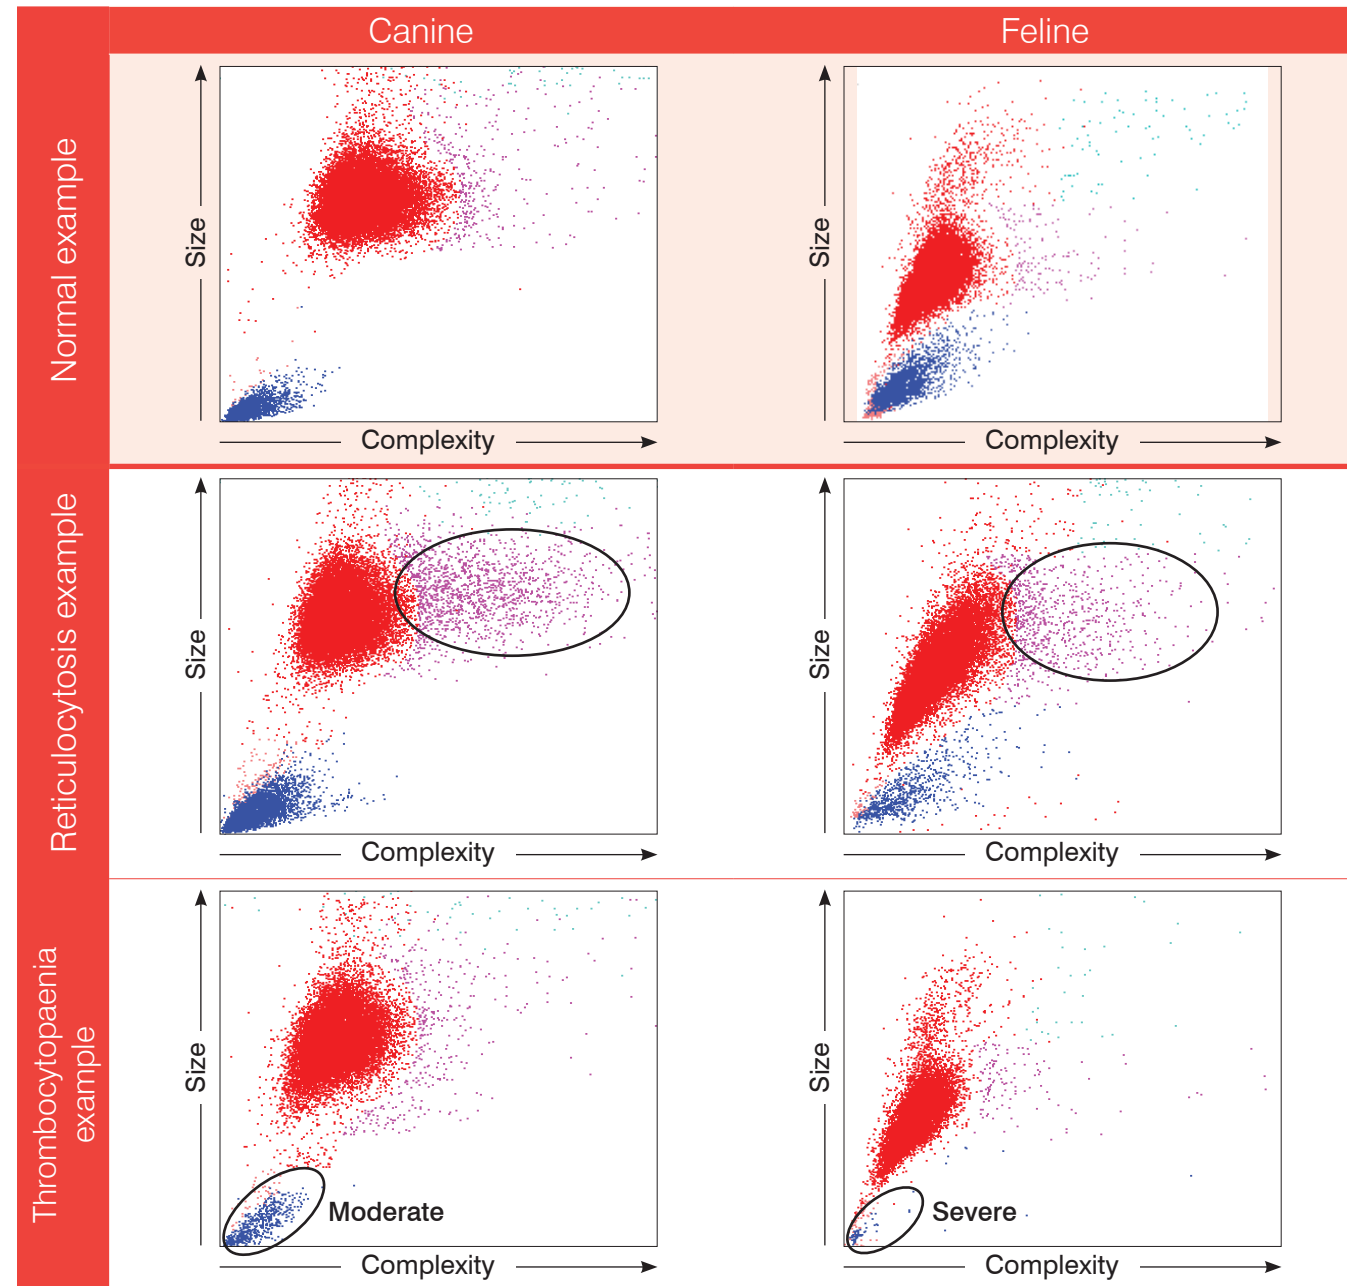 Canine
Feline
Normal example
Size
Complexity
Size
Complexity
Reticulocytosis example
Size
Complexity
Size
Complexity
Thrombocytopaenia
example
Size
Moderate
Complexity
Size
Severe
Complexity